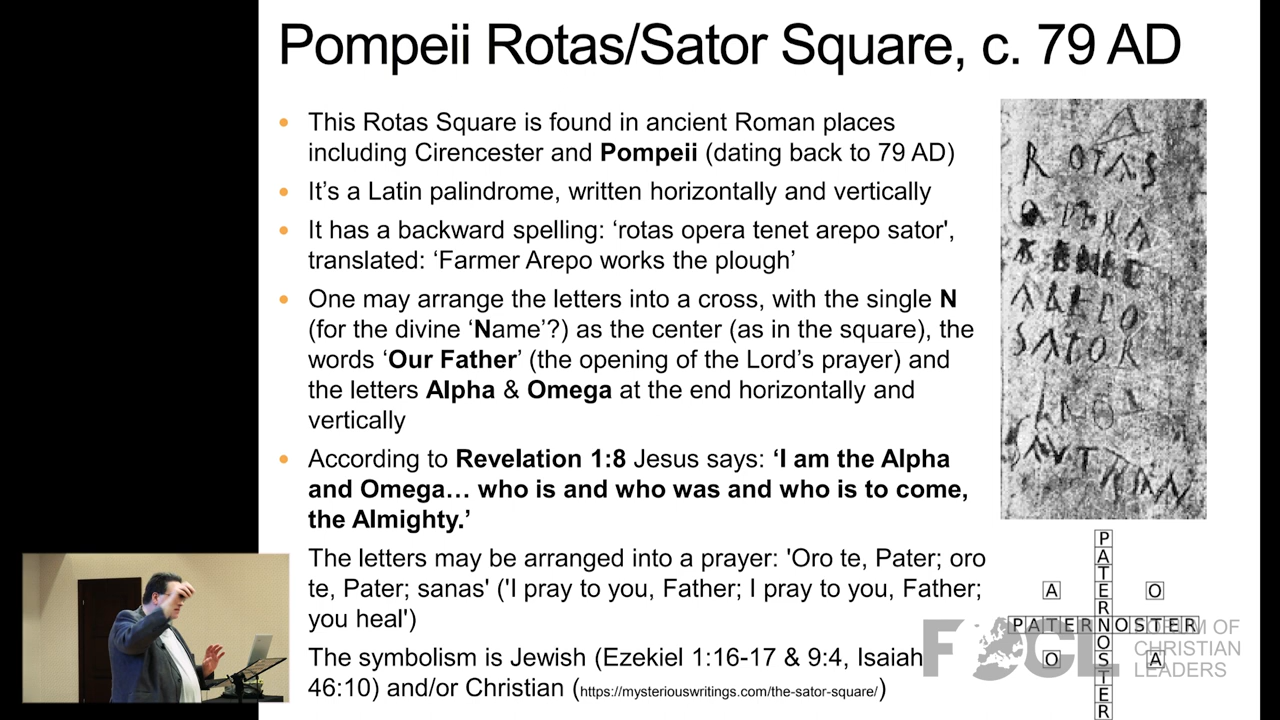 Pompeii Rotas/Sator Square, c. 79 AD
This Rotas Square is found in ancient Roman places
including Cirencester and Pompeii (dating back to 79 AD)
It's a Latin palindrome, written horizontally and vertically
It has a backward spelling: ‘rotas opera tenet arepo sator',
translated: ‘Farmer Arepo works the plough’
One may arrange the letters into a cross, with the single N
(for the divine ‘Name’?) as the center (as in the square), the
words ‘Our Father’ (the opening of the Lord’s prayer) and
the letters Alpha & Omega at the end horizontally and
vertically
According to Revelation 1:8 Jesus says: ‘I am the Alpha
and Omega… who is and who was and who is to come,
the Almighty.’
The letters may be arranged into a prayer: 'Oro te, Pater; oro
te, Pater; sanas' ('I pray to you, Father; I pray to you, Father;
you heal')
The symbolism is Jewish (Ezekiel 1:16-17 & 9:4, Isaiah
46:10) and/or Christian (https://mysteriouswritings.com/the-sator-square/)
ROTAS
SATOR
PATERNOSTER
A O
PATERNOSTER
O A
FOCL
FORUM OF
CHRISTIAN
LEADERS